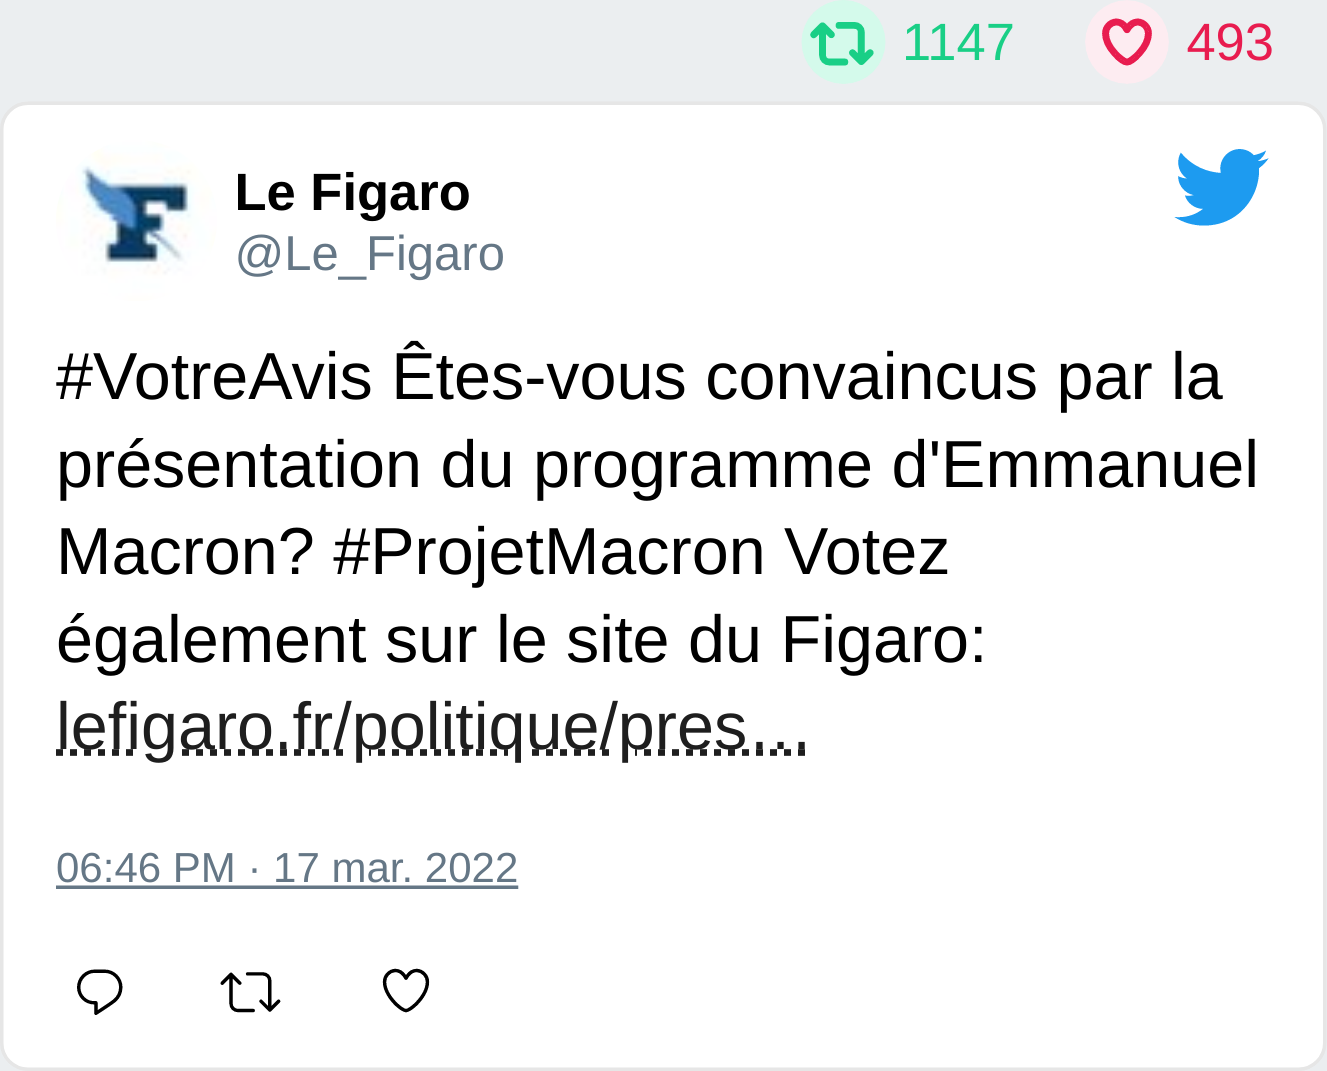 1147 493
Le Figaro
@Le_Figaro
#VotreAvis Êtes-vous convaincus par la
présentation du programme d'Emmanuel
Macron? #ProjetMacron Votez
également sur le site du Figaro:
lefigaro.fr/politique/pres...
06:46 PM · 17 mar. 2022